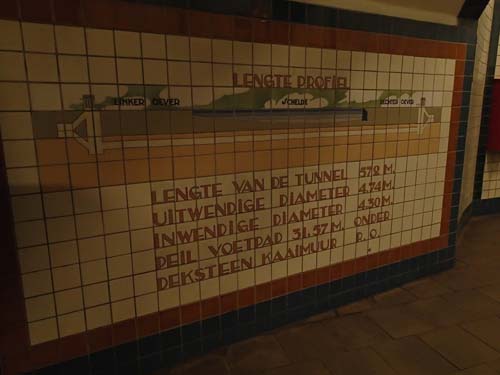 LENGTE PROFIEL
LINKER OEVER SCHELDE RECHTER OEVER
LENGTE VAN DE TUNNEL 572 M.
UITWENDIGE DIAMETER 4.74 M.
INWENDIGE DIAMETER 4.30 M.
PEIL VOETPAD 31.57 M. ONDER
DEKSTEEN KAAIMUUR R.O.